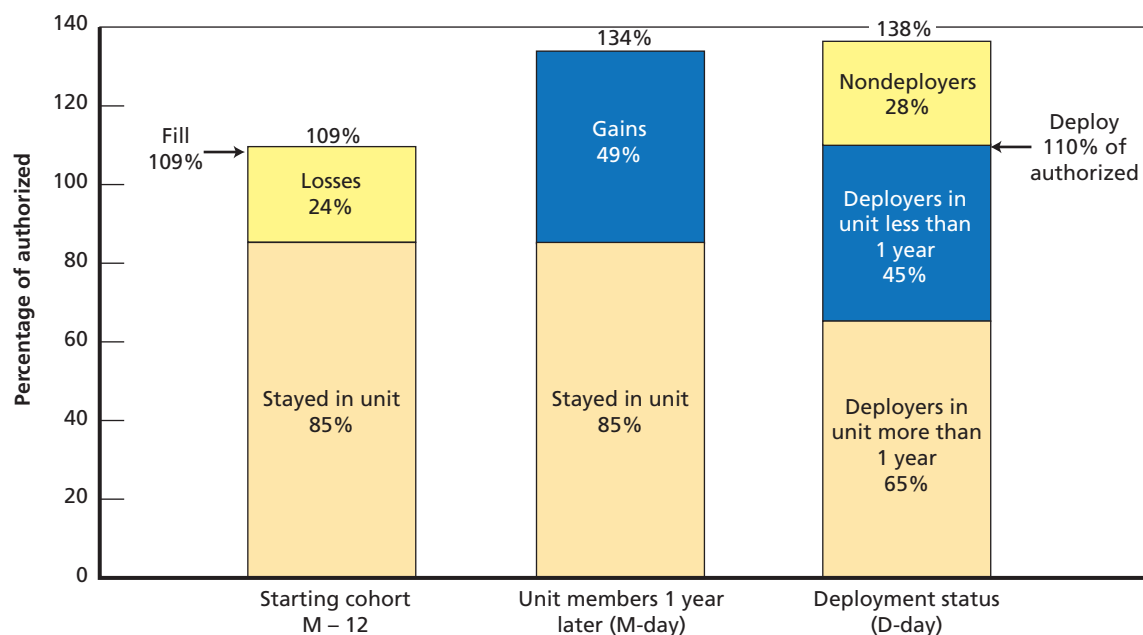 140
120
100
80
60
40
20
0
Percentage of authorized
Fill
109%
109%
Losses
24%
Stayed in unit
85%
134%
Gains
49%
Stayed in unit
85%
138%
Nondeployers
28%
Deployers in
unit less than
1 year
45%
Deployers in
unit more than
1 year
65%
Deploy
110% of
authorized
Starting cohort
M – 12
Unit members 1 year
later (M-day)
Deployment status
(D-day)